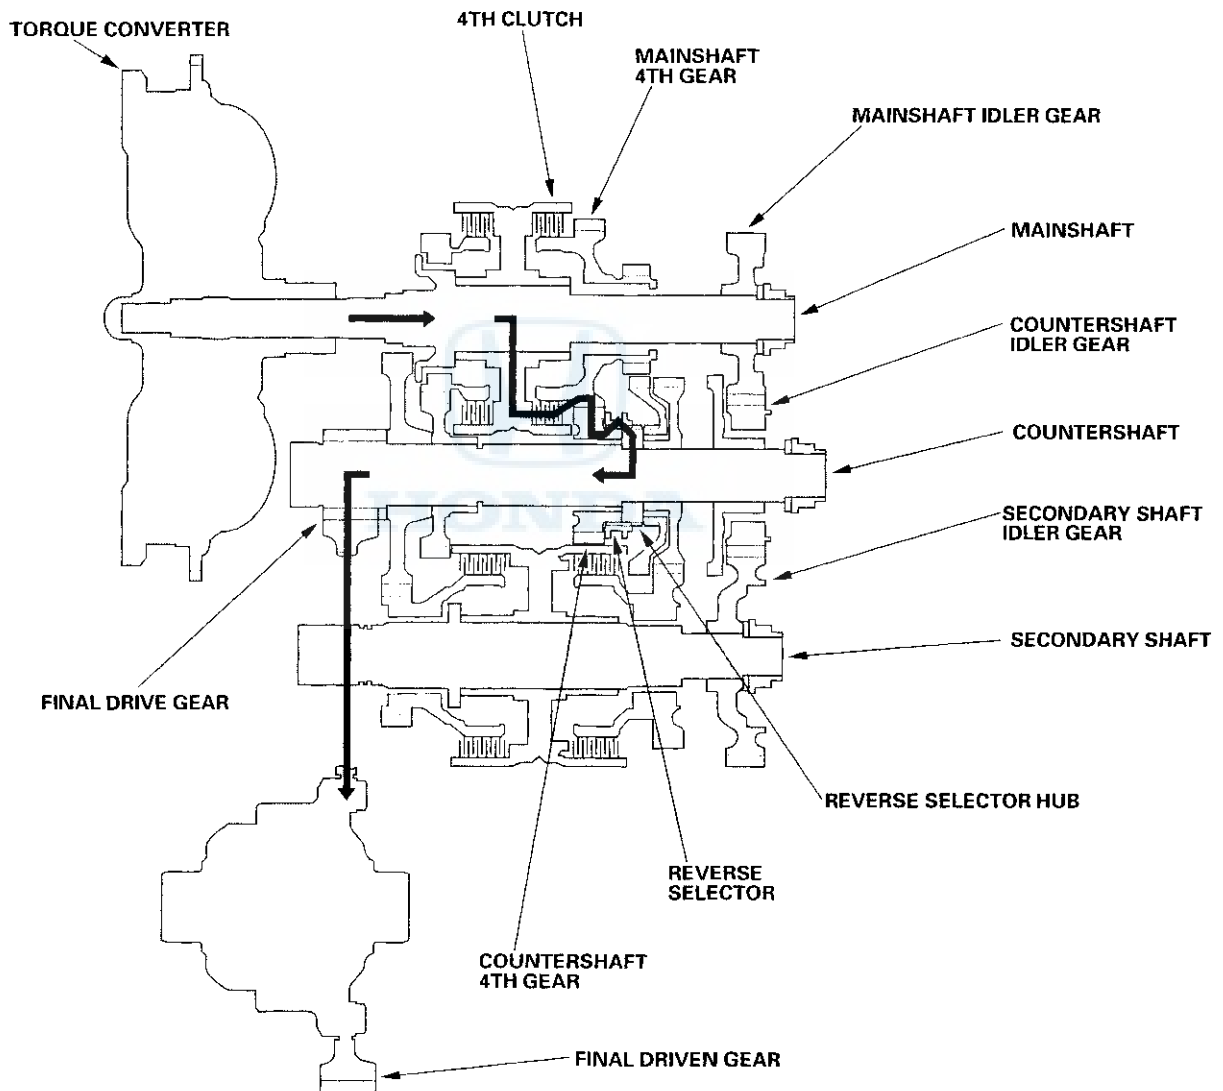 4TH CLUTCH
TORQUE CONVERTER
MAINSHAFT
4TH GEAR
MAINSHAFT IDLER GEAR
MAINSHAFT
COUNTERSHAFT
IDLER GEAR
COUNTERSHAFT
HONDA
SECONDARY SHAFT
IDLER GEAR
SECONDARY SHAFT
FINAL DRIVE GEAR
REVERSE SELECTOR HUB
REVERSE
SELECTOR
COUNTERSHAFT
4TH GEAR
FINAL DRIVEN GEAR